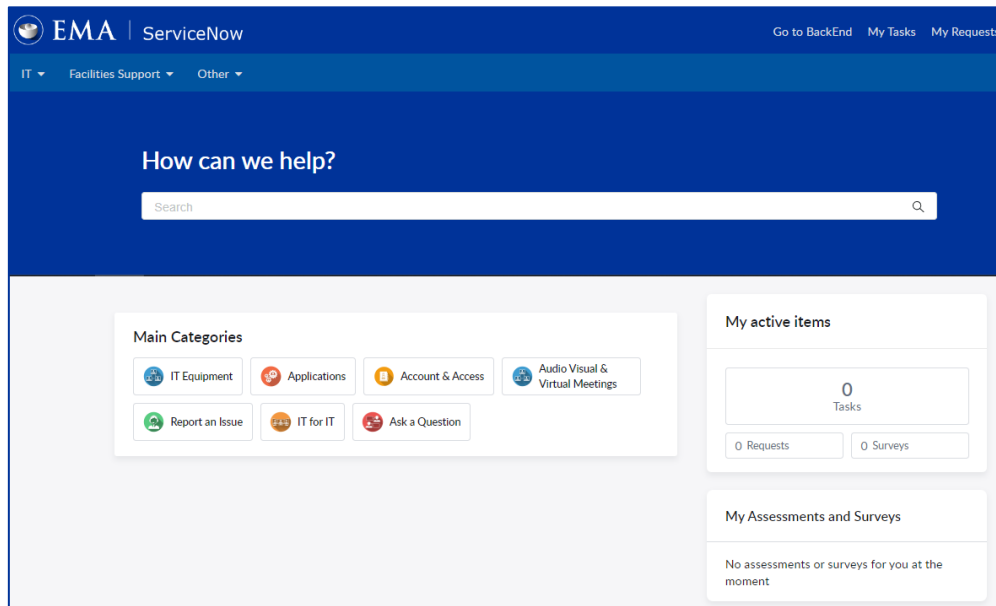 EMA | ServiceNow
Go to BackEnd My Tasks My Requests
IT Facilities Support Other
How can we help?
Search
Main Categories
IT Equipment Applications Account & Access Audio Visual &
Virtual Meetings
Report an Issue IT for IT Ask a Question
My active items
0
Tasks
0 Requests 0 Surveys
My Assessments and Surveys
No assessments or surveys for you at the
moment